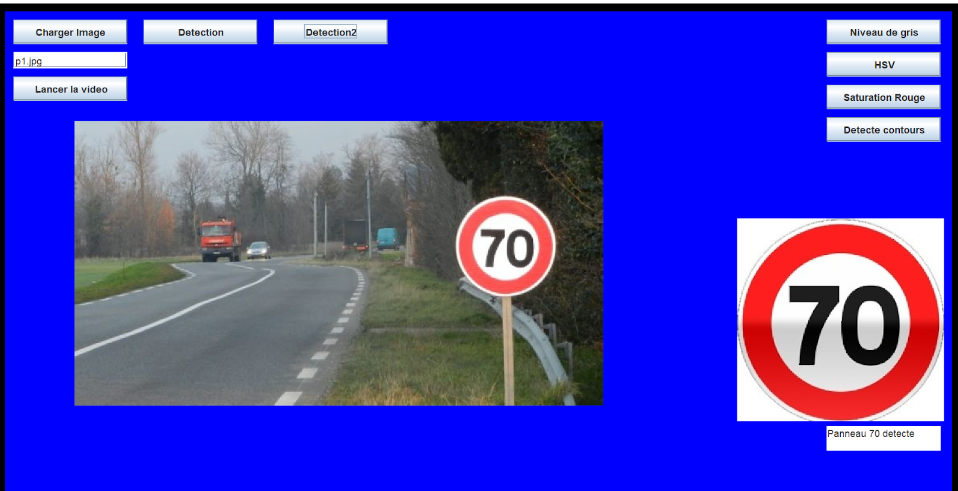 Charger Image
Detection
Detection2
Niveau de gris
p1.jpg
HSV
Lancer la video
Saturation Rouge
Detecte contours
70
70
Panneau 70 detecte